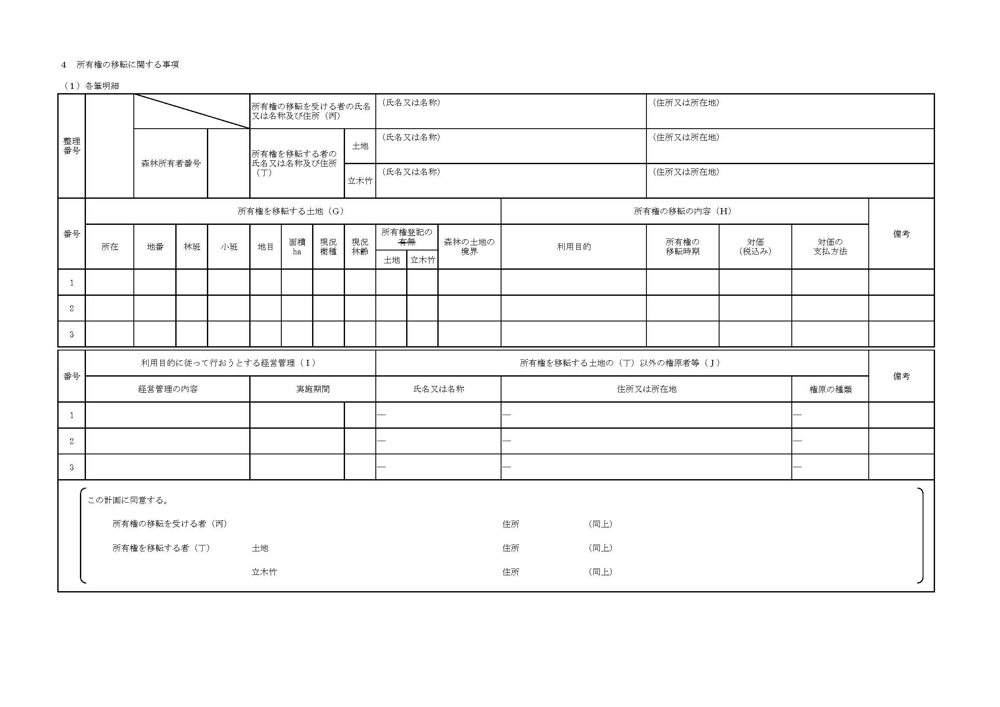 ４　所有権の移転に関する事項
（１）各筆明細
整理
番号
森林所有者番号
所有権の移転を受ける者の氏名
又は名称及び住所（丙）
（氏名又は名称）
（住所又は所在地）
所有権を移転する者の
氏名又は名称及び住所
（丁）
土地
（氏名又は名称）
（住所又は所在地）
立木竹
（氏名又は名称）
（住所又は所在地）
番号
所有権を移転する土地（G）
所有権の移転の内容（H）
備考
所在
地番
林班
小班
地目
面積
ha
現況
樹種
現況
林齢
所有権登記の
有無
土地
立木竹
森林の土地の
境界
利用目的
所有権の
移転時期
対価
（税込み）
対価の
支払方法
1
2
3
番号
利用目的に従って行おうとする経営管理（Ｉ）
所有権を移転する土地の（丁）以外の権原者等（Ｊ）
備考
経営管理の内容
実施期間
氏名又は名称
住所又は所在地
権原の種類
1
―
―
―
2
―
―
―
3
―
―
―
この計画に同意する。
所有権の移転を受ける者（丙）
住所
（同上）
所有権を移転する者（丁）
土地
住所
（同上）
立木竹
住所
（同上）